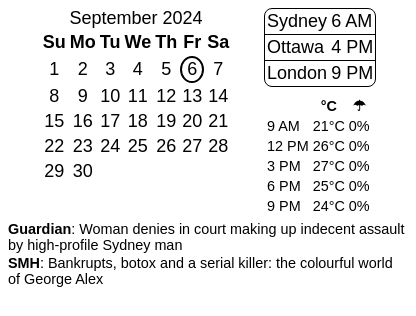 September 2024
Su Mo Tu We Th Fr Sa
1 2 3 4 5 6 7
8 9 10 11 12 13 14
15 16 17 18 19 20 21
22 23 24 25 26 27 28
29 30
Sydney 6 AM
Ottawa 4 PM
London 9 PM
°C ☂
9 AM 21°C 0%
12 PM 26°C 0%
3 PM 27°C 0%
6 PM 25°C 0%
9 PM 24°C 0%
Guardian: Woman denies in court making up indecent assault
by high-profile Sydney man
SMH: Bankrupts, botox and a serial killer: the colourful world
of George Alex